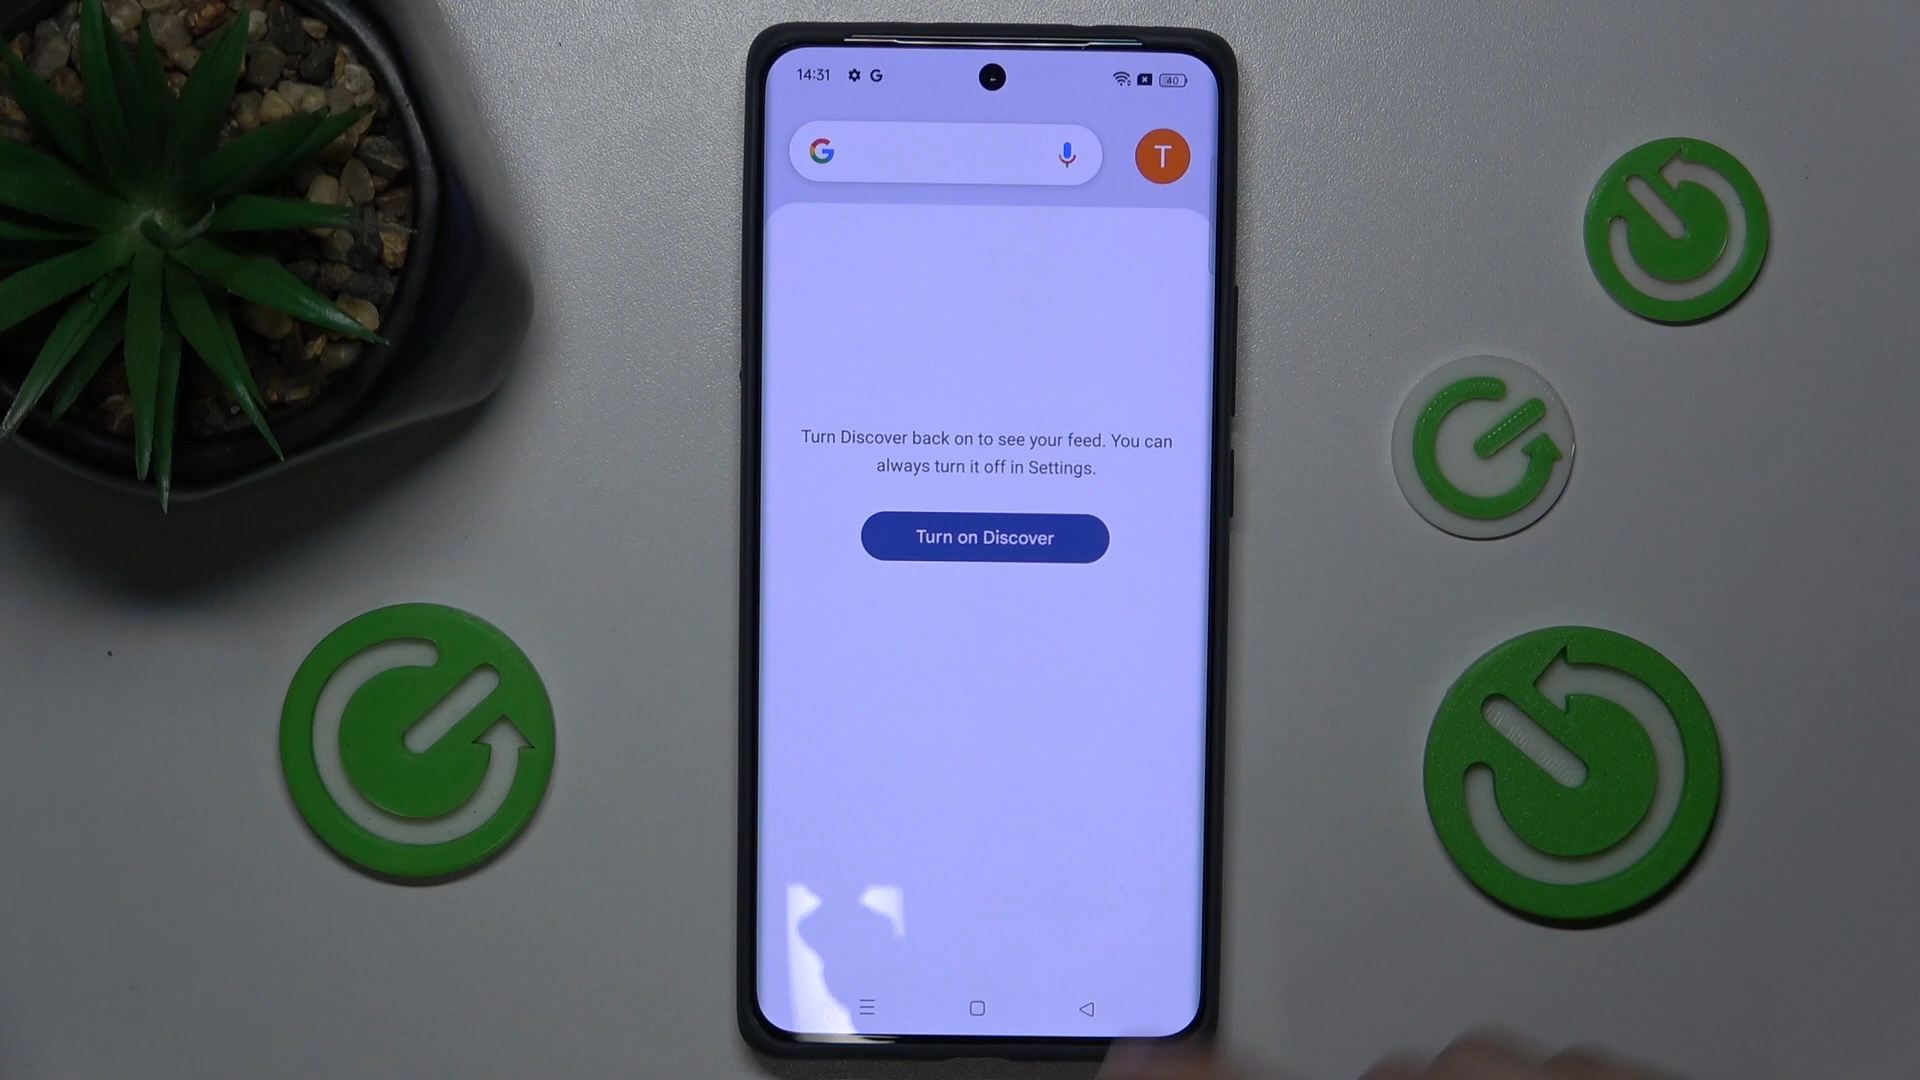 14:31
G
40
G
T
Turn Discover back on to see your feed. You can
always turn it off in Settings.
Turn on Discover